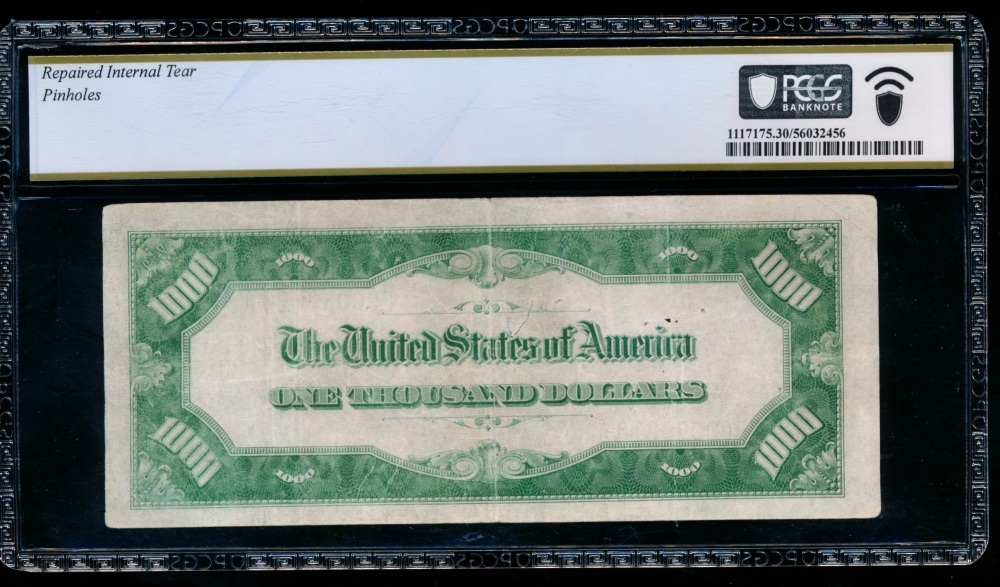 Repaired Internal Tear
Pinholes
PCGS
BANKNOTE
1117175.30/56032456
1000 1000 1000 1000
The United States of America
ONE THOUSAND DOLLARS
1000 1000 1000 1000